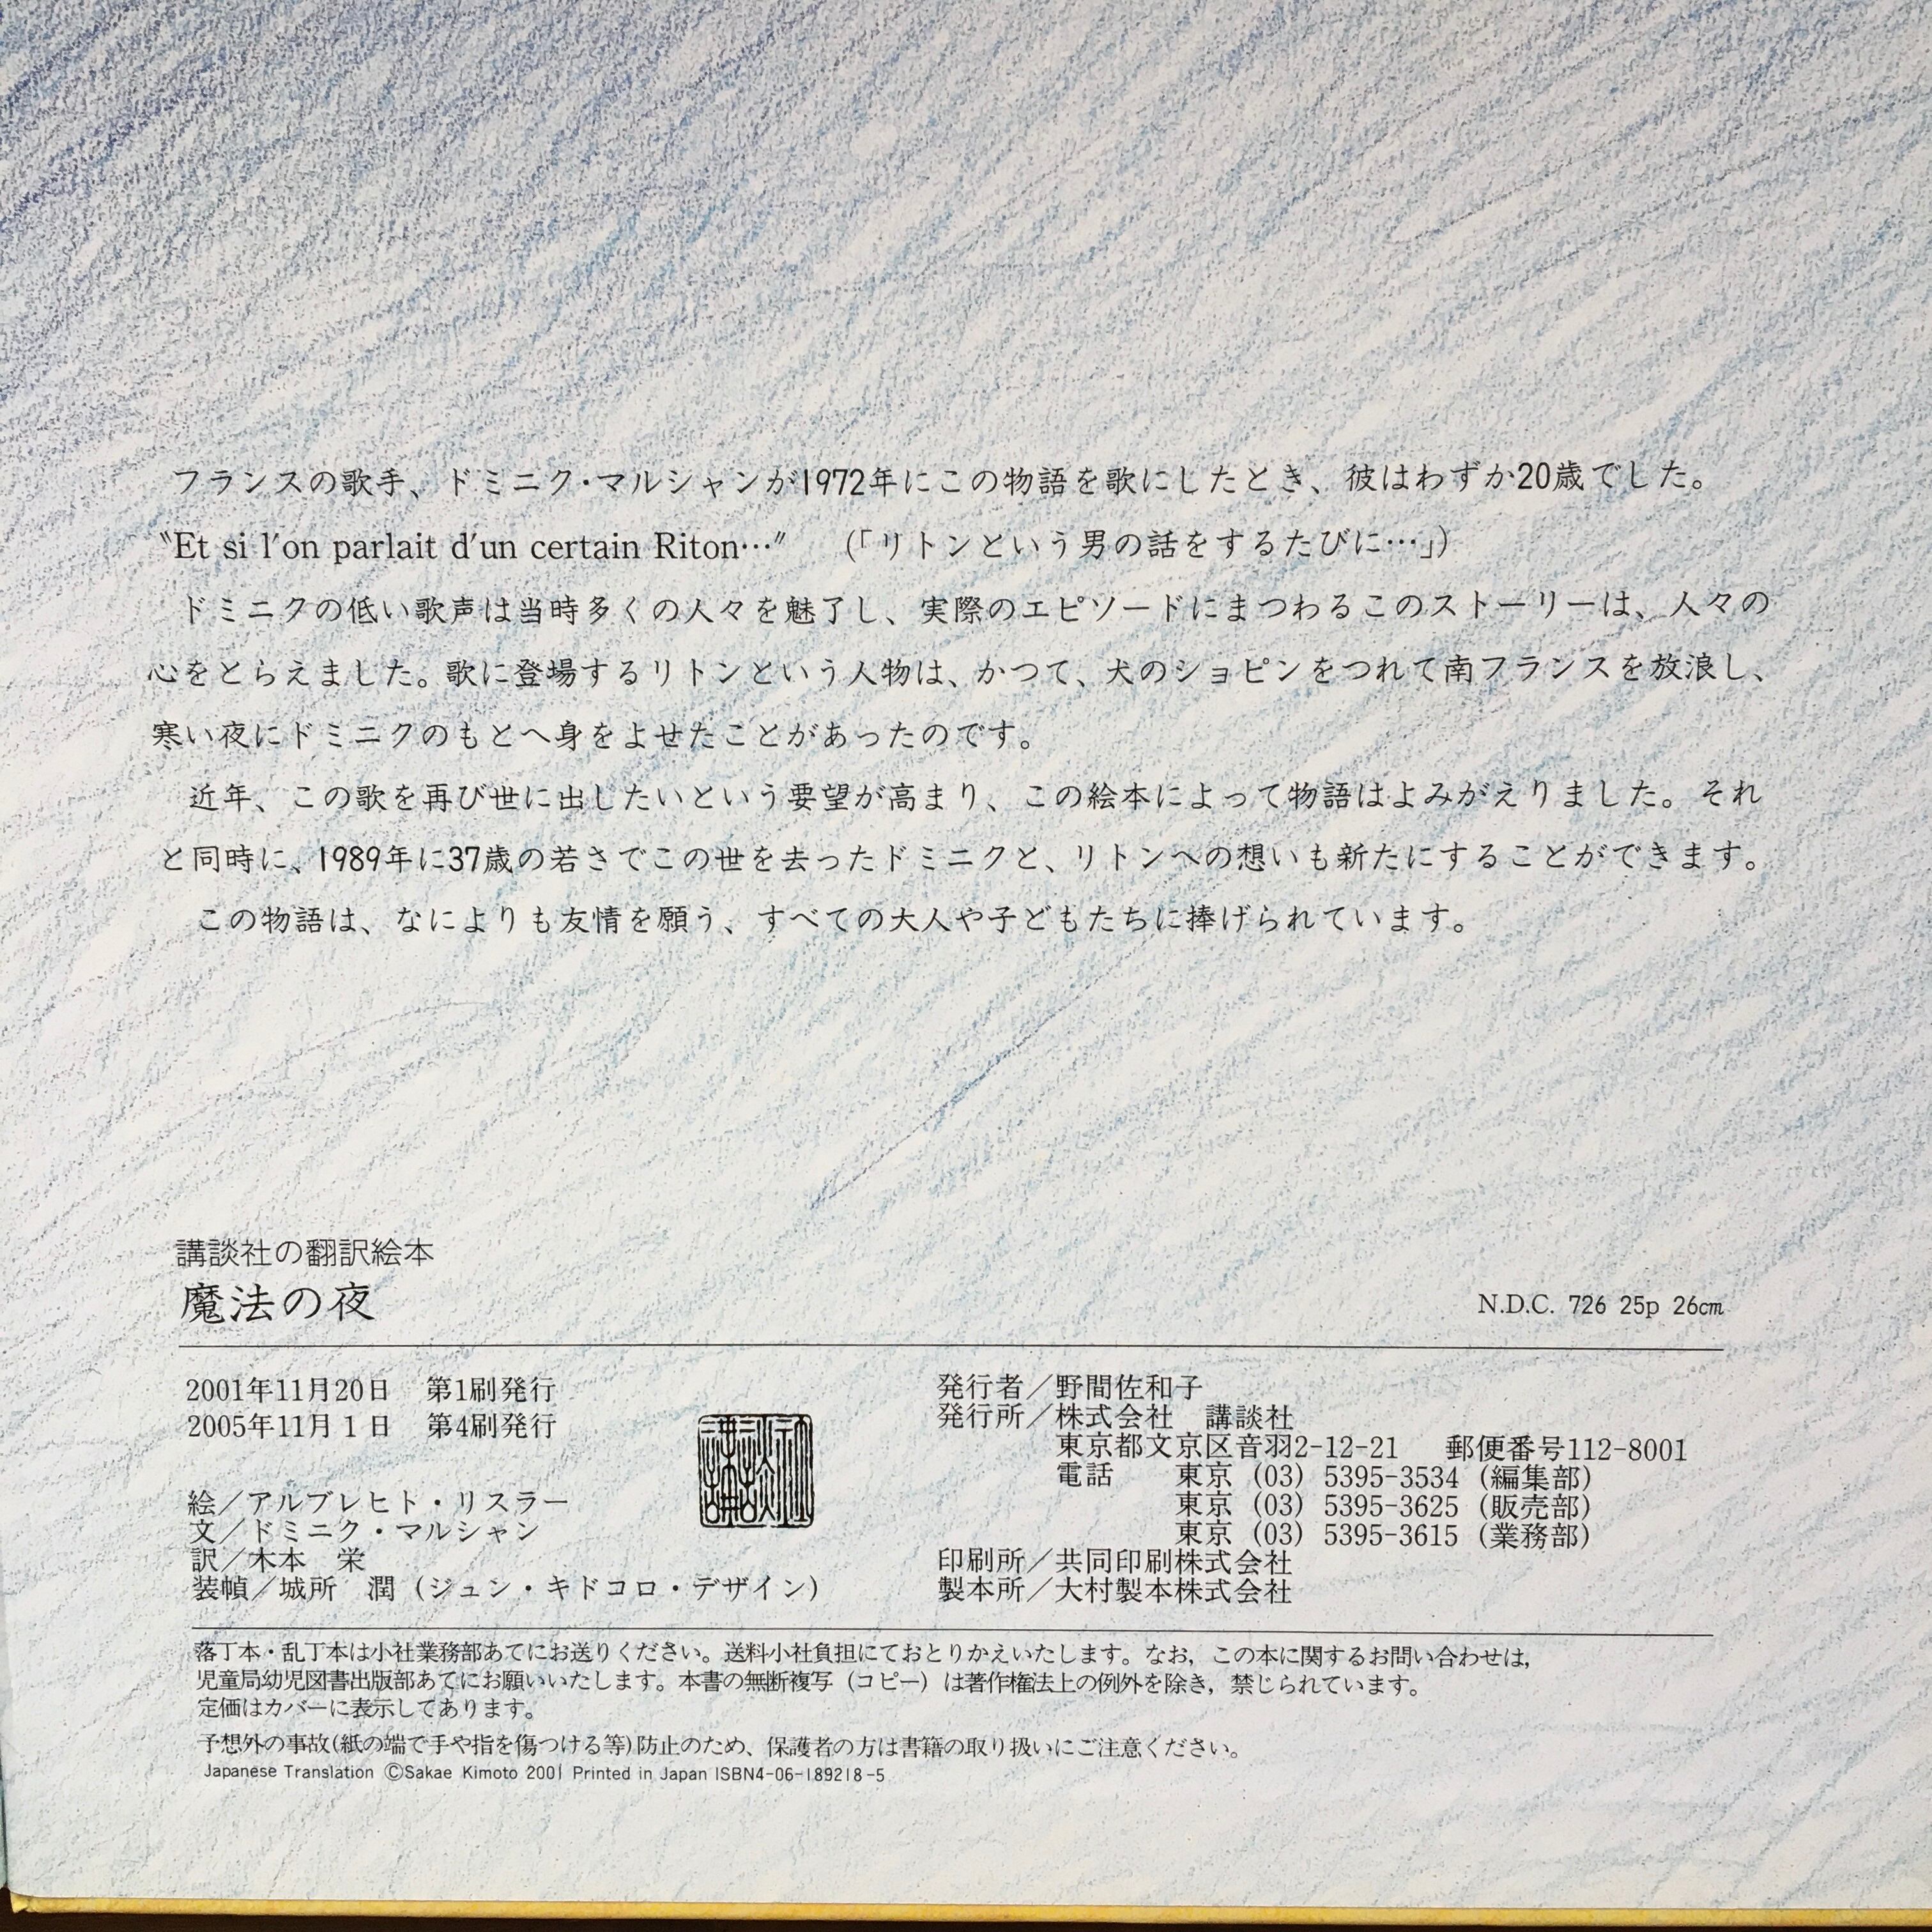 フランスの歌手、ドミニク・マルシャンが1972年にこの物語を歌にしたとき、彼はわずか20歳でした。
〝Et si l'on parlait d'un certain Riton…〟 (「リトンという男の話をするたびに…」)
ドミニクの低い歌声は当時多くの人々を魅了し、実際のエピソードにまつわるこのストーリーは、人々の
心をとらえました。歌に登場するリトンという人物は、かつて、犬のショピンをつれて南フランスを放浪し、
寒い夜にドミニクのもとへ身をよせたことがあったのです。
近年、この歌を再び世に出したいという要望が高まり、この絵本によって物語はよみがえりました。それ
と同時に、1989年に37歳の若さでこの世を去ったドミニクと、リトンへの想いも新たにすることができます。
この物語は、なによりも友情を願う、すべての大人や子どもたちに捧げられています。
講談社の翻訳絵本
魔法の夜
N.D.C. 726 25p 26cm
2001年11月20日 第1刷発行
2005年11月1日 第4刷発行
絵／アルブレヒト・リスラー
文／ドミニク・マルシャン
訳／木本 栄
装幀／城所 潤（ジュン・キドコロ・デザイン）
講談社
発行者／野間佐和子
発行所／株式会社 講談社
東京都文京区音羽2-12-21 郵便番号112-8001
電話 東京（03）5395-3534（編集部）
東京（03）5395-3625（販売部）
東京（03）5395-3615（業務部）
印刷所／共同印刷株式会社
製本所／大村製本株式会社
落丁本・乱丁本は小社業務部あてにお送りください。送料小社負担にておとりかえいたします。なお，この本に関するお問い合わせは，
児童局幼児図書出版部あてにお願いいたします。本書の無断複写（コピー）は著作権法上の例外を除き，禁じられています。
定価はカバーに表示してあります。
予想外の事故(紙の端で手や指を傷つける等)防止のため、保護者の方は書籍の取り扱いにご注意ください。
Japanese Translation ©Sakae Kimoto 2001 Printed in Japan ISBN4-06-189218-5